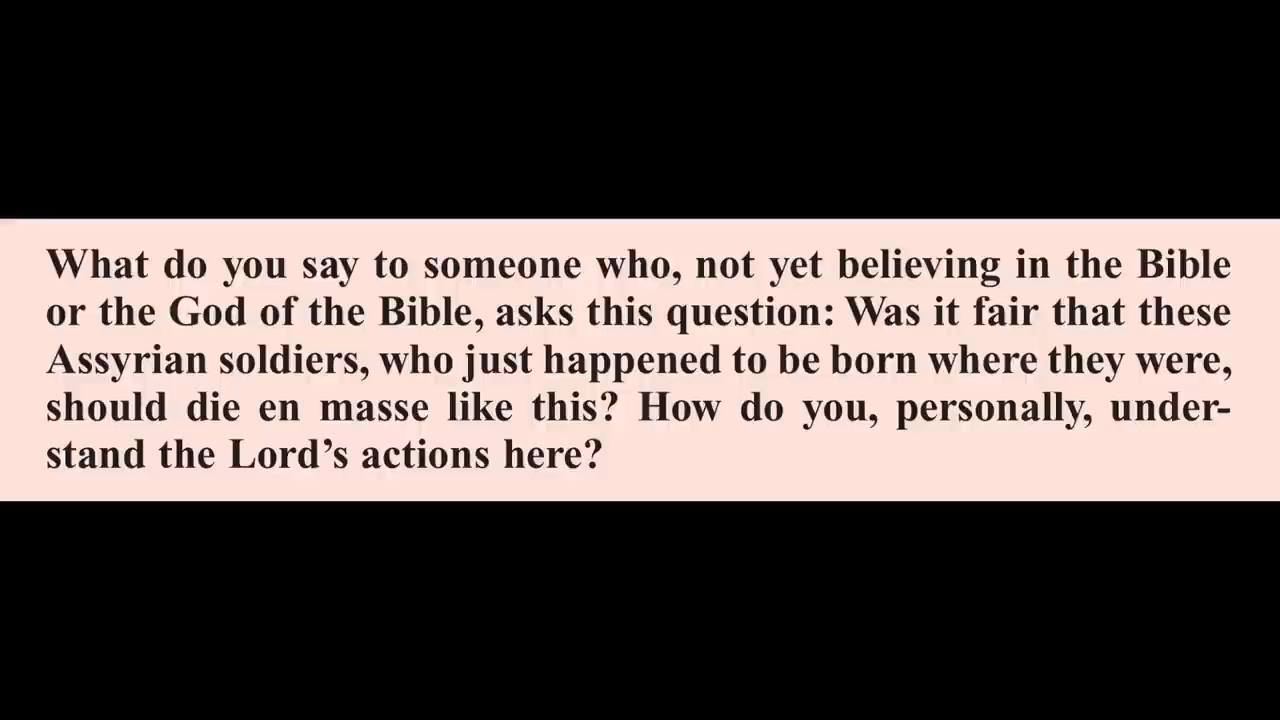 What do you say to someone who, not yet believing in the Bible
or the God of the Bible, asks this question: Was it fair that these
Assyrian soldiers, who just happened to be born where they were,
should die en masse like this? How do you, personally, under-
stand the Lord’s actions here?